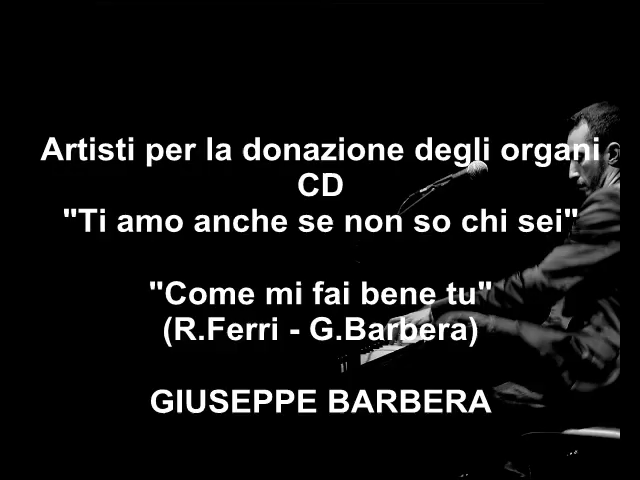 Artisti per la donazione degli organi
CD
"Ti amo anche se non so chi sei"
"Come mi fai bene tu"
(R.Ferri - G.Barbera)
GIUSEPPE BARBERA